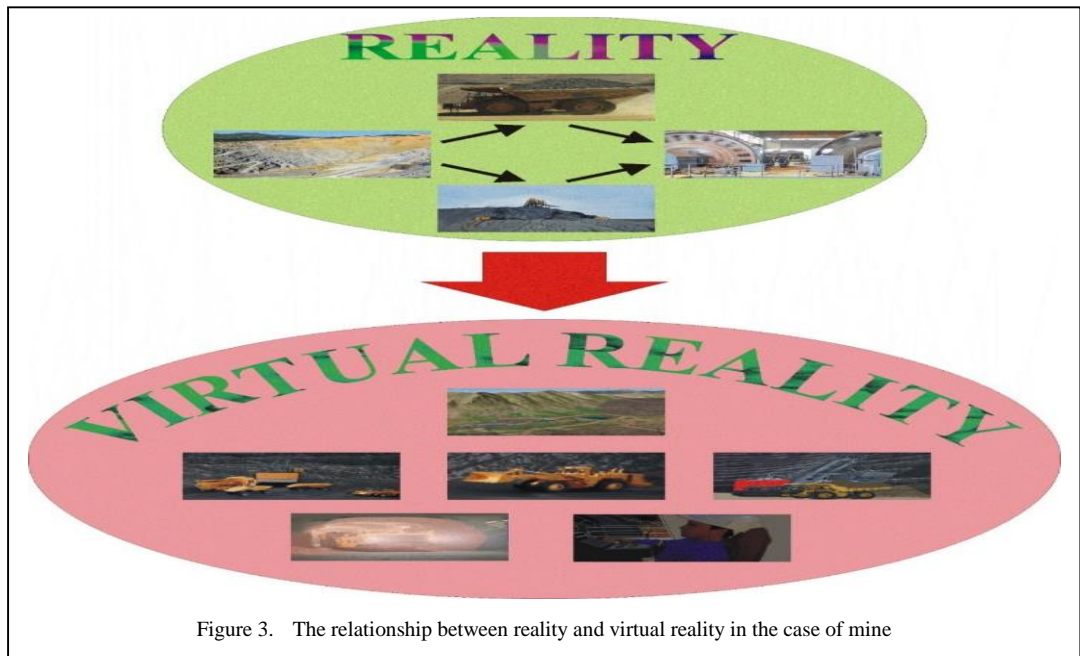 REALITY
VIRTUAL REALITY
Figure 3. The relationship between reality and virtual reality in the case of mine